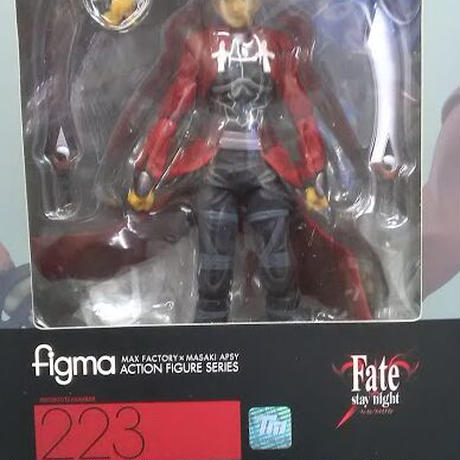 figma
MAX FACTORY × MASAKI APSY
ACTION FIGURE SERIES
Fate
stay night
223